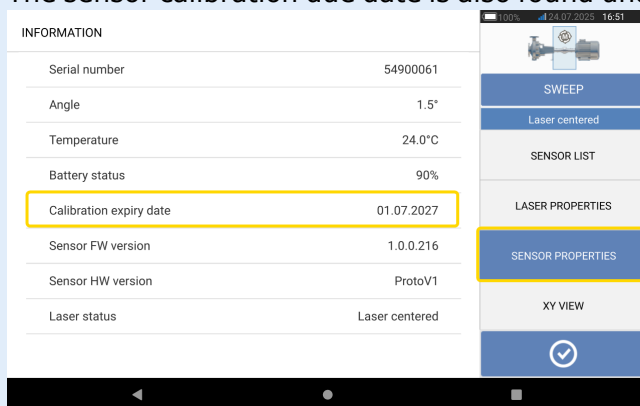 The sensor calibration due date is also found and
100% 24.07.2025 16:51
INFORMATION
Serial number 54900061
Angle 1.5°
Temperature 24.0°C
Battery status 90%
Calibration expiry date 01.07.2027
Sensor FW version 1.0.0.216
Sensor HW version ProtoV1
Laser status Laser centered
SWEEP
Laser centered
SENSOR LIST
LASER PROPERTIES
SENSOR PROPERTIES
XY VIEW